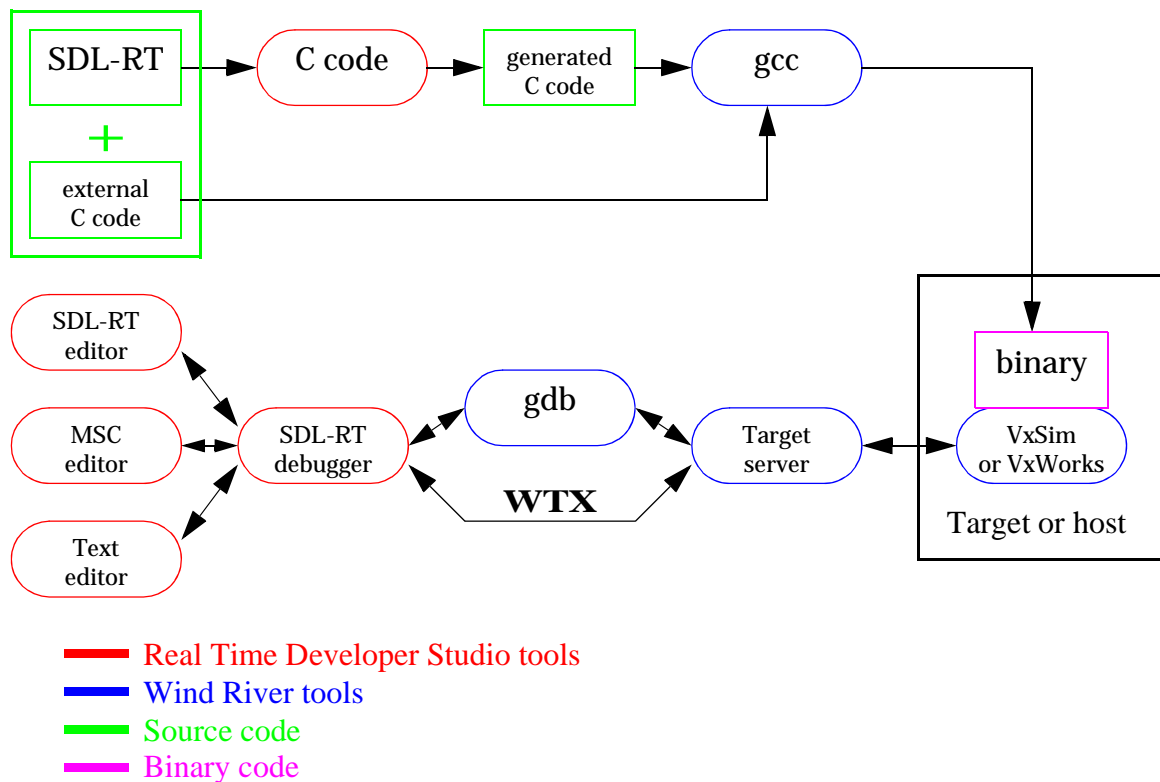 SDL-RT
C code
generated
C code
gcc
+
external
C code
SDL-RT
editor
MSC
editor
Text
editor
SDL-RT
debugger
gdb
WTX
Target
server
binary
VxSim
or VxWorks
Target or host
Real Time Developer Studio tools
Wind River tools
Source code
Binary code